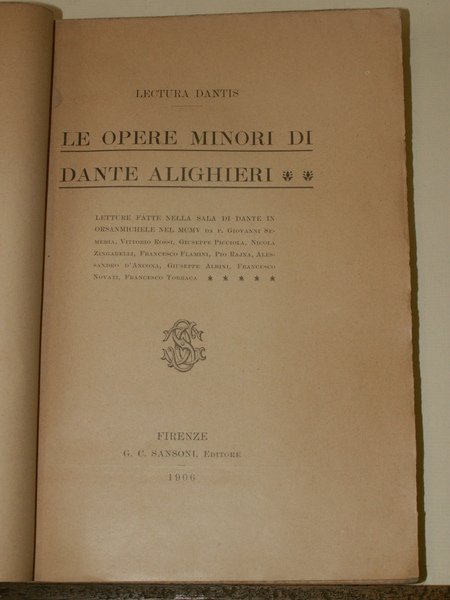 LECTURA DANTIS
LE OPERE MINORI DI
DANTE ALIGHIERI
LETTURE FATTE NELLA SALA DI DANTE IN
ORSANMICHELE NEL MCMV DA P. GIOVANNI SE-
MERIA, VITTORIO ROSSI, GIUSEPPE PICCIOLA, NICOLA
ZINGARELLI, FRANCESCO FLAMINI, PIO RAJNA, ALES-
SANDRO D'ANCONA, GIUSEPPE ALBINI, FRANCESCO
NOVATI, FRANCESCO TORRACA
FIRENZE
G. C. SANSONI, EDITORE
1906